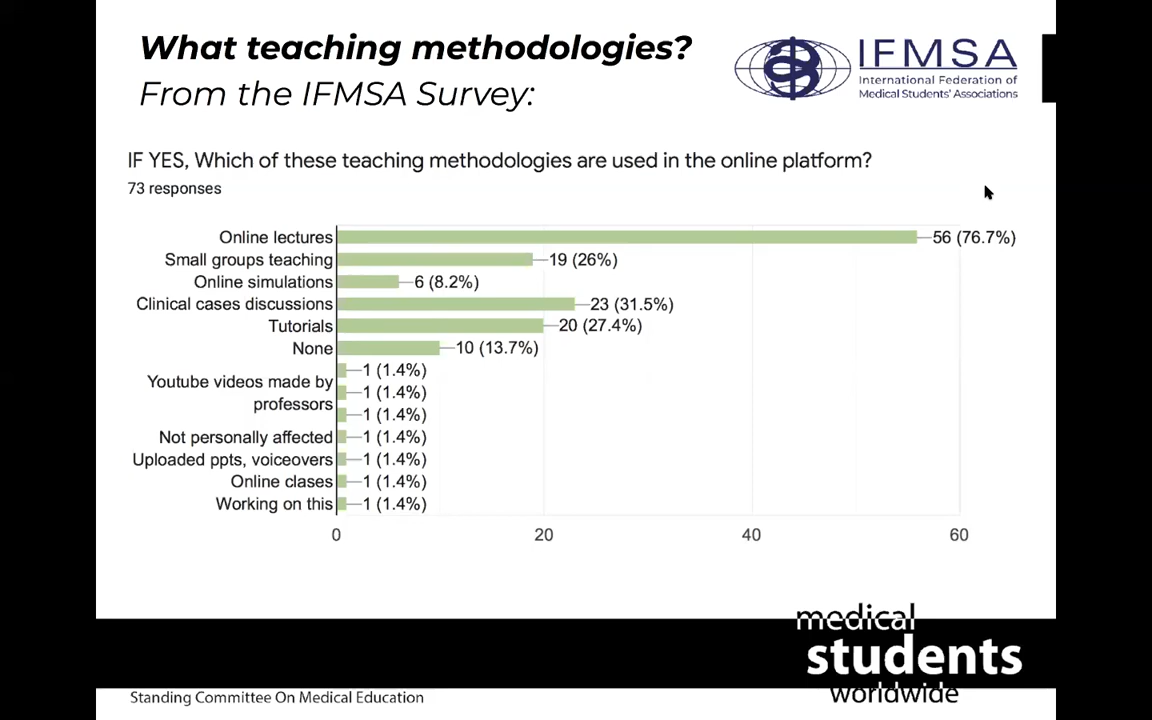 What teaching methodologies?
From the IFMSA Survey:
IFMSA
International Federation of
Medical Students' Associations
IF YES, Which of these teaching methodologies are used in the online platform?
73 responses
Online lectures 56 (76.7%)
Small groups teaching 19 (26%)
Online simulations 6 (8.2%)
Clinical cases discussions 23 (31.5%)
Tutorials 20 (27.4%)
None 10 (13.7%)
1 (1.4%)
Youtube videos made by
professors
1 (1.4%)
1 (1.4%)
Not personally affected 1 (1.4%)
Uploaded ppts, voiceovers 1 (1.4%)
Online clases 1 (1.4%)
Working on this 1 (1.4%)
0 20 40 60
medical
students
worldwide
Standing Committee On Medical Education